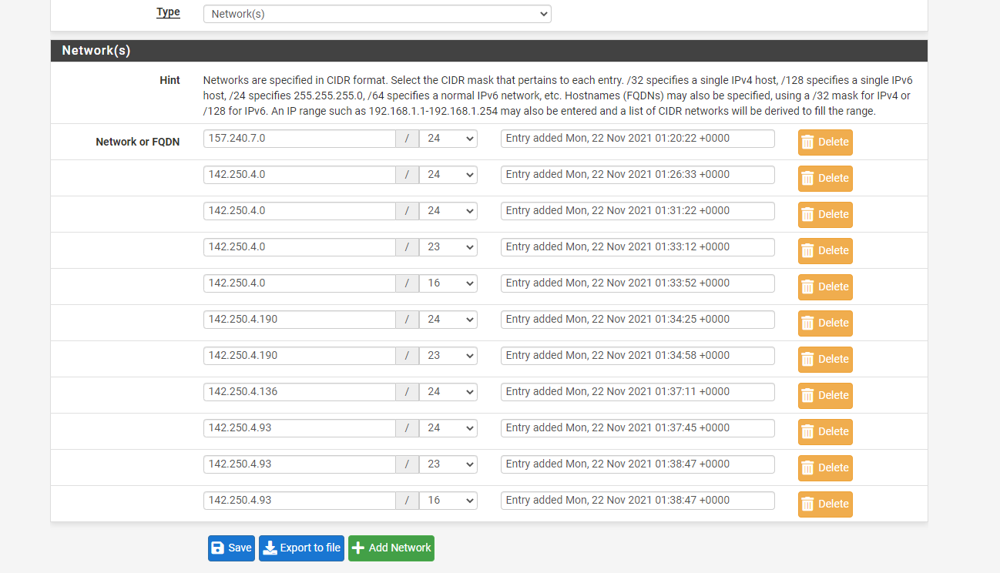 Type Network(s)
Network(s)
Hint Networks are specified in CIDR format. Select the CIDR mask that pertains to each entry. /32 specifies a single IPv4 host, /128 specifies a single IPv6
host, /24 specifies 255.255.255.0, /64 specifies a normal IPv6 network, etc. Hostnames (FQDNs) may also be specified, using a /32 mask for IPv4 or
/128 for IPv6. An IP range such as 192.168.1.1-192.168.1.254 may also be entered and a list of CIDR networks will be derived to fill the range.
Network or FQDN 157.240.7.0 / 24 Entry added Mon, 22 Nov 2021 01:20:22 +0000 Delete
142.250.4.0 / 24 Entry added Mon, 22 Nov 2021 01:26:33 +0000 Delete
142.250.4.0 / 24 Entry added Mon, 22 Nov 2021 01:31:22 +0000 Delete
142.250.4.0 / 23 Entry added Mon, 22 Nov 2021 01:33:12 +0000 Delete
142.250.4.0 / 16 Entry added Mon, 22 Nov 2021 01:33:52 +0000 Delete
142.250.4.190 / 24 Entry added Mon, 22 Nov 2021 01:34:25 +0000 Delete
142.250.4.190 / 23 Entry added Mon, 22 Nov 2021 01:34:58 +0000 Delete
142.250.4.136 / 24 Entry added Mon, 22 Nov 2021 01:37:11 +0000 Delete
142.250.4.93 / 24 Entry added Mon, 22 Nov 2021 01:37:45 +0000 Delete
142.250.4.93 / 23 Entry added Mon, 22 Nov 2021 01:38:47 +0000 Delete
142.250.4.93 / 16 Entry added Mon, 22 Nov 2021 01:38:47 +0000 Delete
Save Export to file Add Network